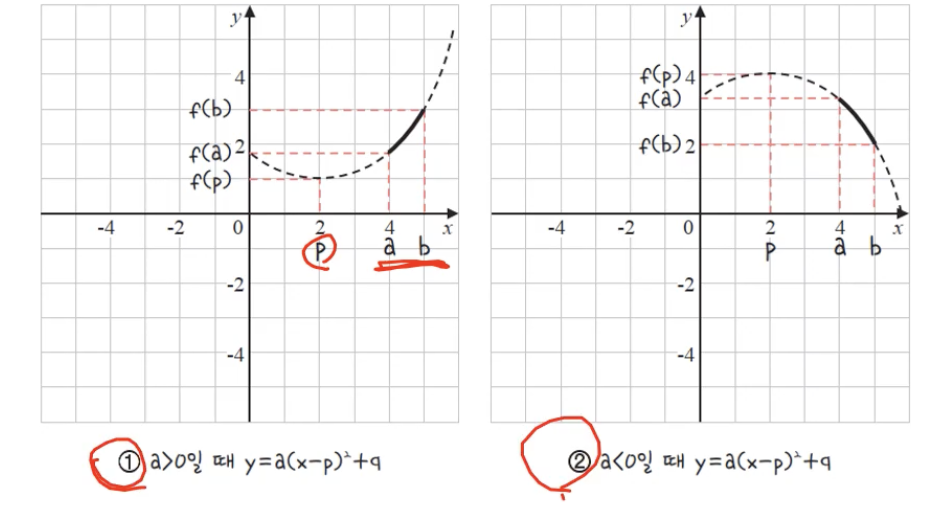 y
4
f(b)
f(a) 2
f(p)
-4 -2 0 2 4 x
p a b
-2
-4
① a>0일 때 y=a(x-p)²+q
y
f(p) 4
f(a)
f(b) 2
-4 -2 0 2 4 x
p a b
-2
-4
② a<0일 때 y=a(x-p)²+q